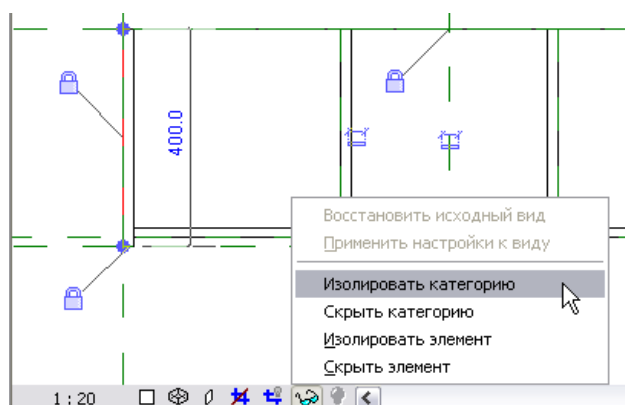 400.0
Восстановить исходный вид
Применить настройки к виду
Изолировать категорию
Скрыть категорию
Изолировать элемент
Скрыть элемент
1 : 20